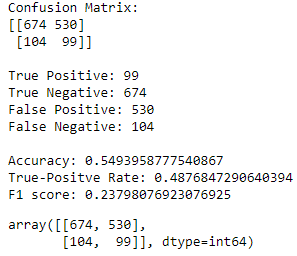 Confusion Matrix:
[[674 530]
 [104  99]]
True Positive: 99
True Negative: 674
False Positive: 530
False Negative: 104
Accuracy: 0.5493958777540867
True-Positve Rate: 0.4876847290640394
F1 score: 0.23798076923076925
array([[674, 530],
       [104,  99]], dtype=int64)